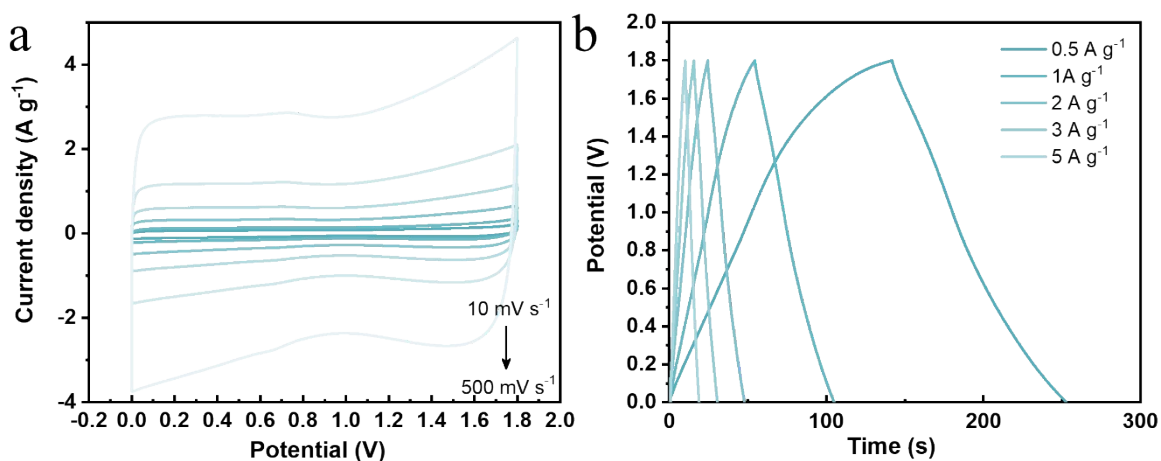 a
Current density (A g⁻¹)
4
2
0
-2
-4
10 mV s⁻¹
500 mV s⁻¹
-0.2 0.0 0.2 0.4 0.6 0.8 1.0 1.2 1.4 1.6 1.8 2.0
Potential (V)
b
Potential (V)
2.0
1.8
1.6
1.4
1.2
1.0
0.8
0.6
0.4
0.2
0.0
0.5 A g⁻¹
1A g⁻¹
2 A g⁻¹
3 A g⁻¹
5 A g⁻¹
0 100 200 300
Time (s)